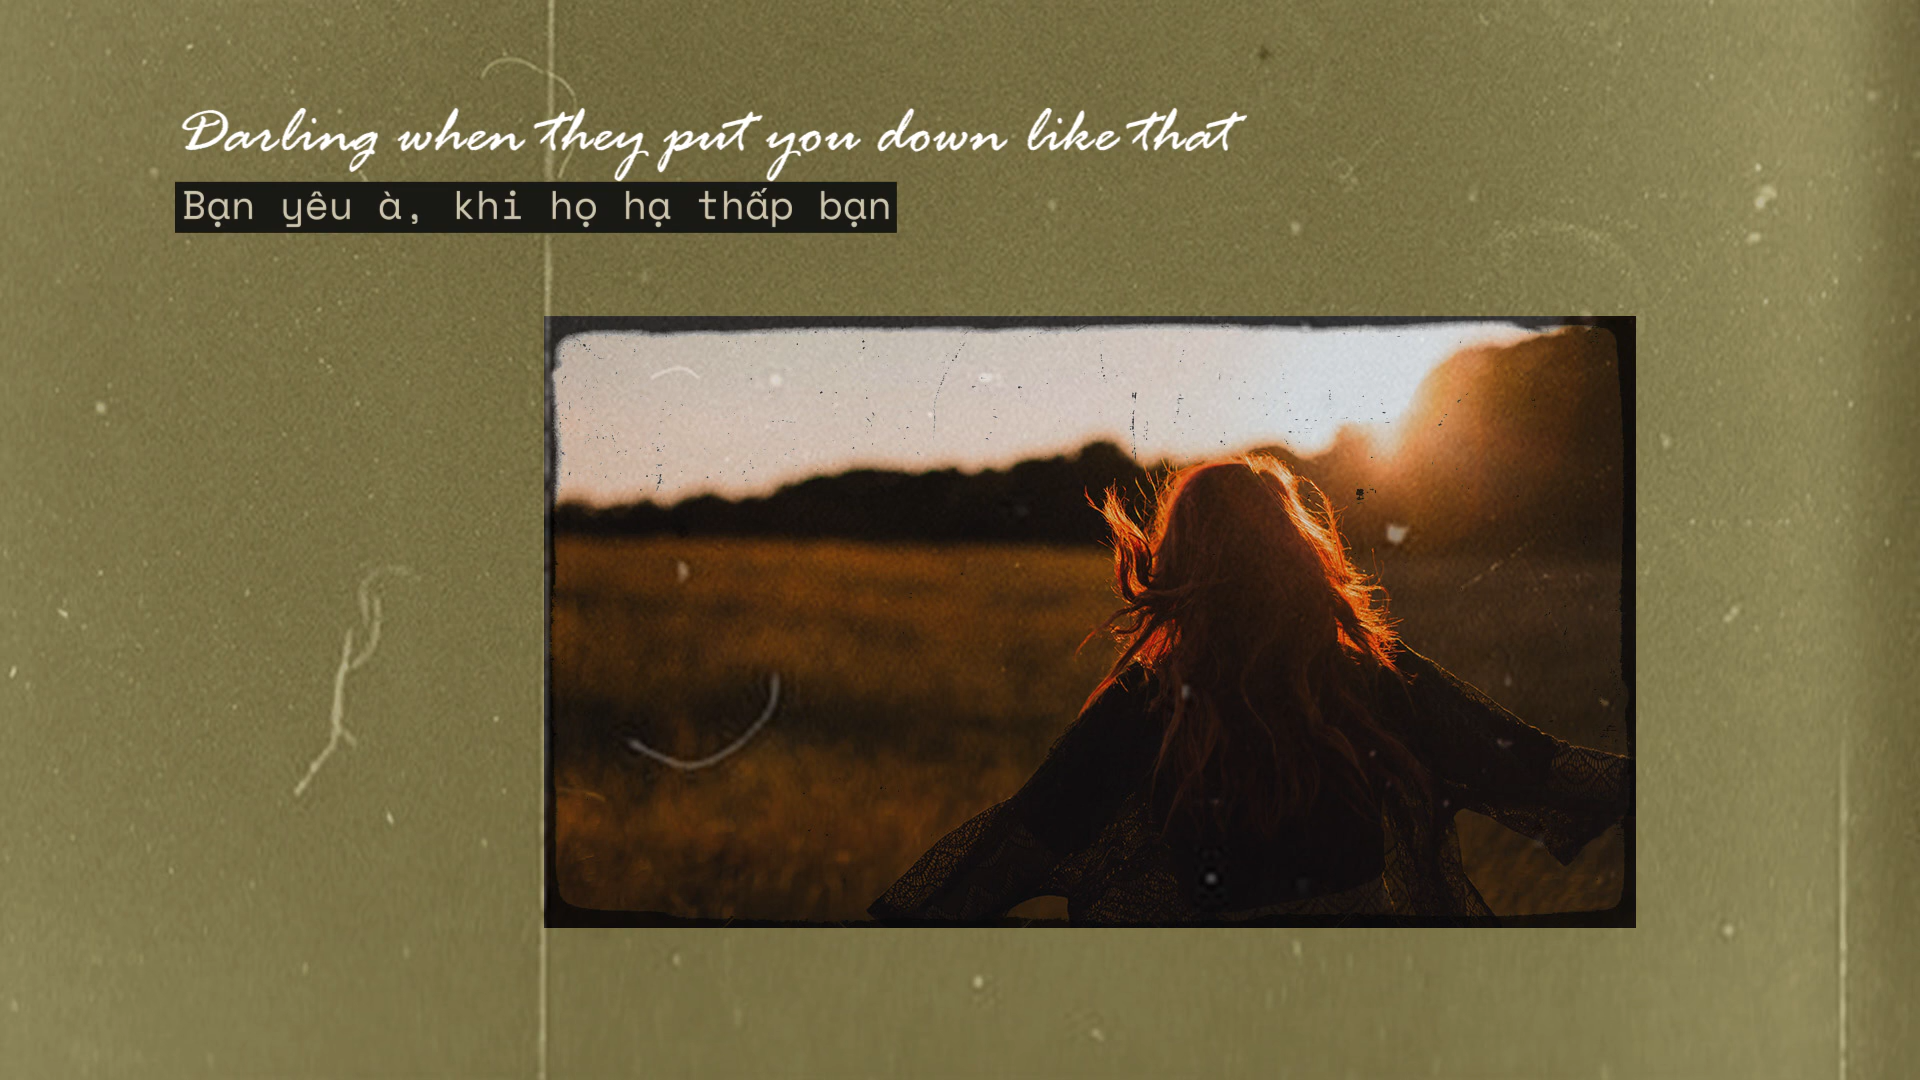 Darling when they put you down like that
Bạn yêu à, khi họ hạ thấp bạn